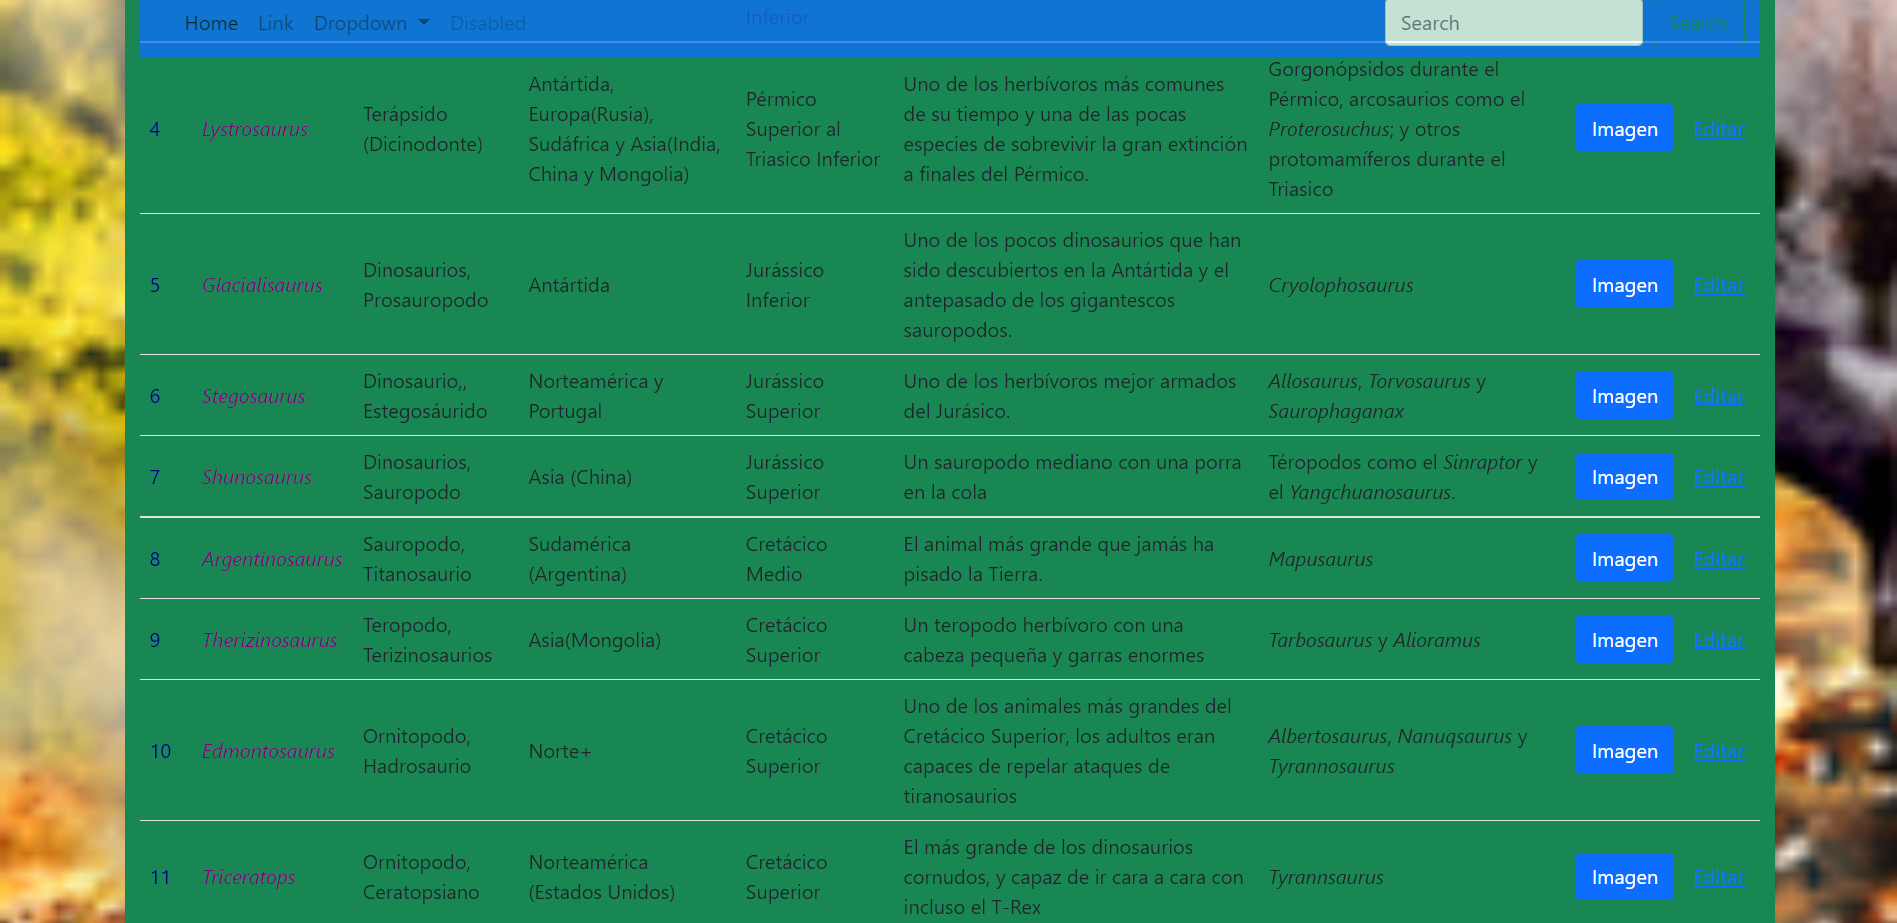 Home Link Dropdown Disabled Inferior Search Search
Gorgonópsidos durante el
Antártida,
Uno de los herbívoros más comunes
Pérmico
Pérmico, arcosaurios como el
Terápsido
Europa(Rusia),
de su tiempo y una de las pocas
4 Lystrosaurus
Superior al
Proterosuchus; y otros
Imagen Editar
(Dicinodonte)
Sudáfrica y Asia(India,
especies de sobrevivir la gran extinción
Triasico Inferior
protomamíferos durante el
China y Mongolia)
a finales del Pérmico.
Triasico
Uno de los pocos dinosaurios que han
Dinosaurios,
Jurássico
sido descubiertos en la Antártida y el
5 Glacialisaurus
Antártida
Cryolophosaurus
Imagen Editar
Prosauropodo
Inferior
antepasado de los gigantescos
sauropodos.
Dinosaurio,,
Norteamérica y
Jurássico
Uno de los herbívoros mejor armados
Allosaurus, Torvosaurus y
6 Stegosaurus
Imagen Editar
Estegosáurido
Portugal
Superior
del Jurásico.
Saurophaganax
Dinosaurios,
Jurássico
Un sauropodo mediano con una porra
Téropodos como el Sinraptor y
7 Shunosaurus
Asia (China)
Imagen Editar
Sauropodo
Superior
en la cola
el Yangchuanosaurus.
Sauropodo,
Sudamérica
Cretácico
El animal más grande que jamás ha
8 Argentinosaurus
Mapusaurus
Imagen Editar
Titanosaurio
(Argentina)
Medio
pisado la Tierra.
Teropodo,
Cretácico
Un teropodo herbívoro con una
9 Therizinosaurus
Asia(Mongolia)
Tarbosaurus y Alioramus
Imagen Editar
Terizinosaurios
Superior
cabeza pequeña y garras enormes
Uno de los animales más grandes del
Ornitopodo,
Cretácico
Cretácico Superior, los adultos eran
Albertosaurus, Nanuqsaurus y
10 Edmontosaurus
Norte+
Imagen Editar
Hadrosaurio
Superior
capaces de repelar ataques de
Tyrannosaurus
tiranosaurios
El más grande de los dinosaurios
Ornitopodo,
Norteamérica
Cretácico
11 Triceratops
cornudos, y capaz de ir cara a cara con
Tyrannsaurus
Imagen Editar
Ceratopsiano
(Estados Unidos)
Superior
incluso el T-Rex